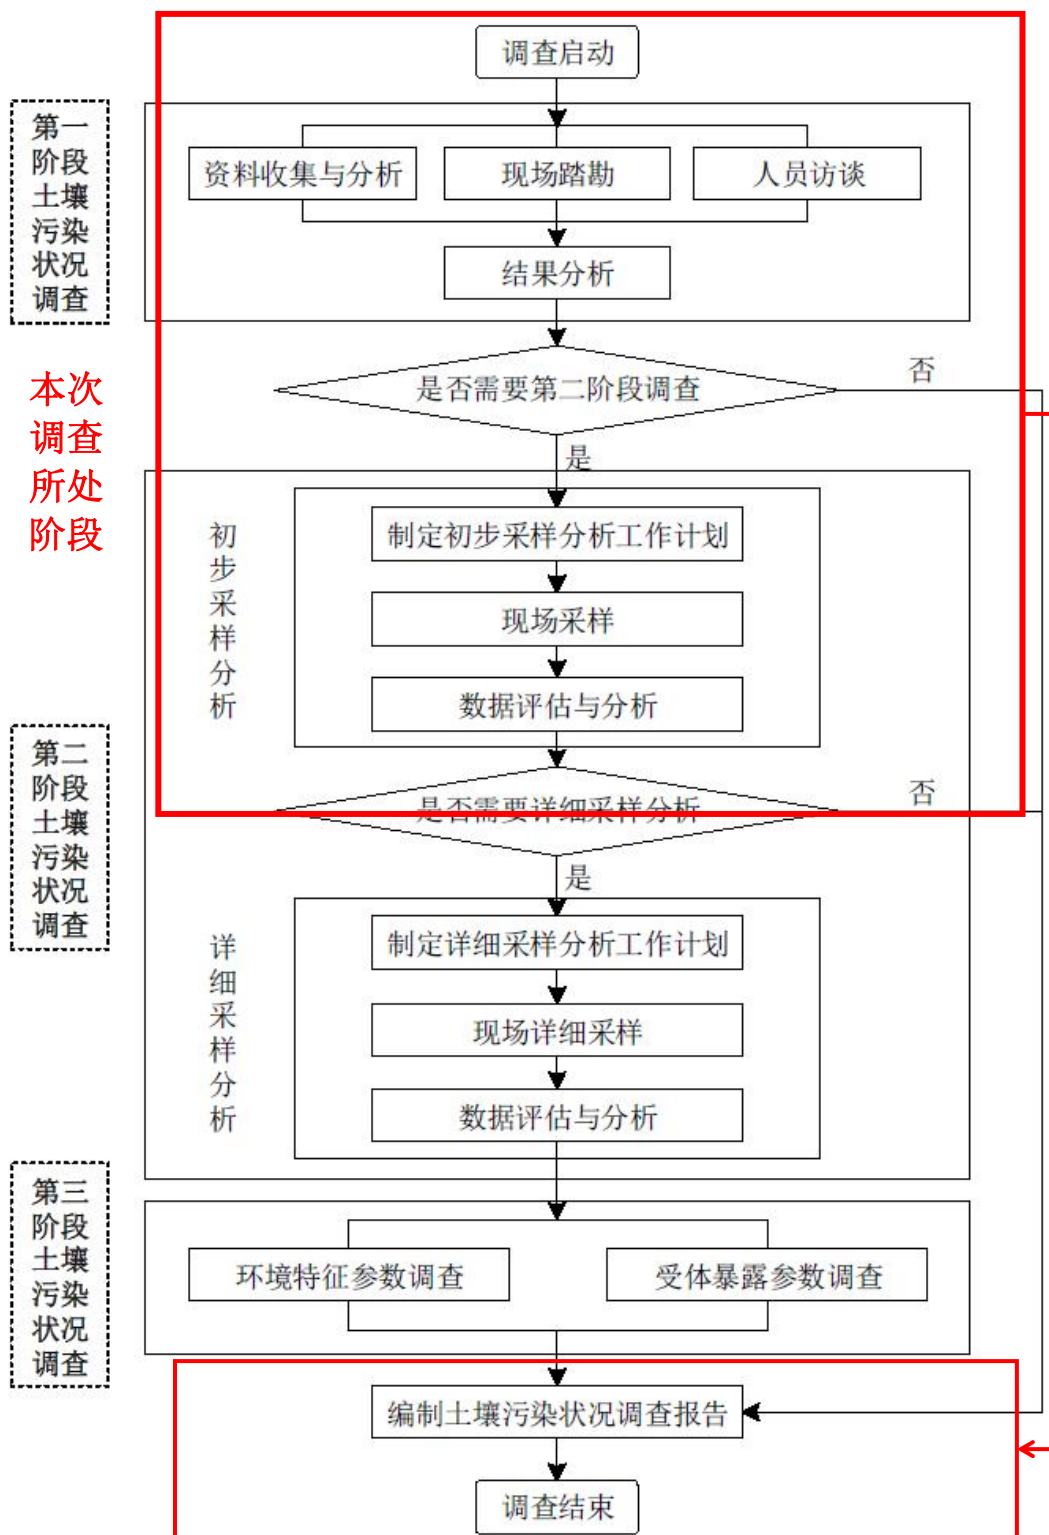 调查启动
第一
阶段
土壤
污染
状况
调查
资料收集与分析
现场踏勘
人员访谈
结果分析
是否需要第二阶段调查
否
本次
调查
所处
阶段
是
初
步
采
样
分
析
制定初步采样分析工作计划
现场采样
数据评估与分析
第二
阶段
土壤
污染
状况
调查
是否需要详细采样分析
否
是
详
细
采
样
分
析
制定详细采样分析工作计划
现场详细采样
数据评估与分析
第三
阶段
土壤
污染
状况
调查
环境特征参数调查
受体暴露参数调查
编制土壤污染状况调查报告
调查结束